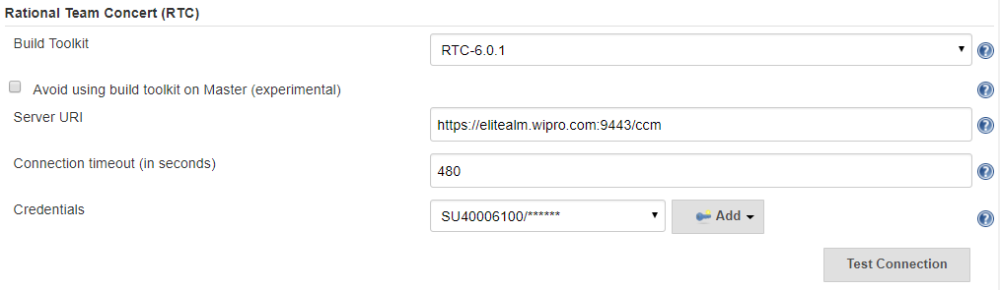 Rational Team Concert (RTC)
Build Toolkit
RTC-6.0.1
Avoid using build toolkit on Master (experimental)
Server URI
https://elitealm.wipro.com:9443/ccm
Connection timeout (in seconds)
480
Credentials
SU40006100/******
Add
Test Connection